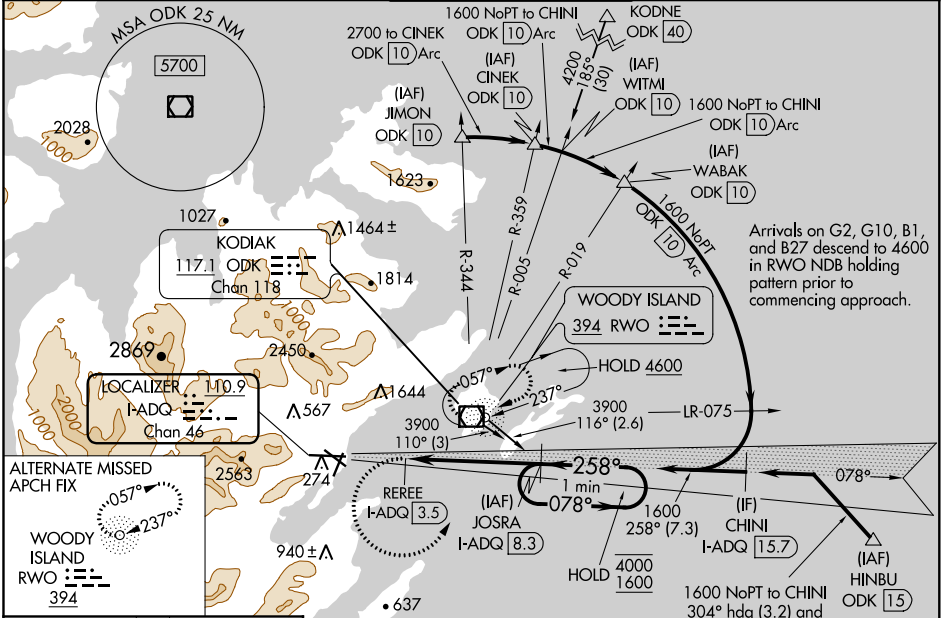 MSA ODK 25 NM
5700
2700 to CINEK
ODK 10 Arc
1600 NoPT to CHINI
ODK 10 Arc
KODNE
ODK 40
4200
185°
(30)
(IAF)
JIMON
ODK 10
(IAF)
CINEK
ODK 10
(IAF)
WITMI
ODK 10
1600 NoPT to CHINI
ODK 10 Arc
(IAF)
WABAK
ODK 10
1600 NoPT
ODK 10 Arc
2028
1000
1623
1027
1464 ±
KODIAK
117.1 ODK
Chan 118
1814
1000
R-344
R-359
R-005
R-019
Arrivals on G2, G10, B1,
and B27 descend to 4600
in RWO NDB holding
pattern prior to
commencing approach.
WOODY ISLAND
394 RWO
2869
2450
HOLD 4600
057°
237°
LOCALIZER 110.9
I-ADQ
Chan 46
567
1644
3900
110° (3)
3900
116° (2.6)
LR-075
1000
2000
2563
274
258°
1 min
078°
078°
ALTERNATE MISSED
APCH FIX
057°
237°
WOODY
ISLAND
RWO
394
REREE
I-ADQ 3.5
(IAF)
JOSRA
I-ADQ 8.3
1600
258° (7.3)
(IF)
CHINI
I-ADQ 15.7
HOLD 4000
1600
940 ±
637
(IAF)
HINBU
ODK 15
1600 NoPT to CHINI
304° hdg (3.2) and